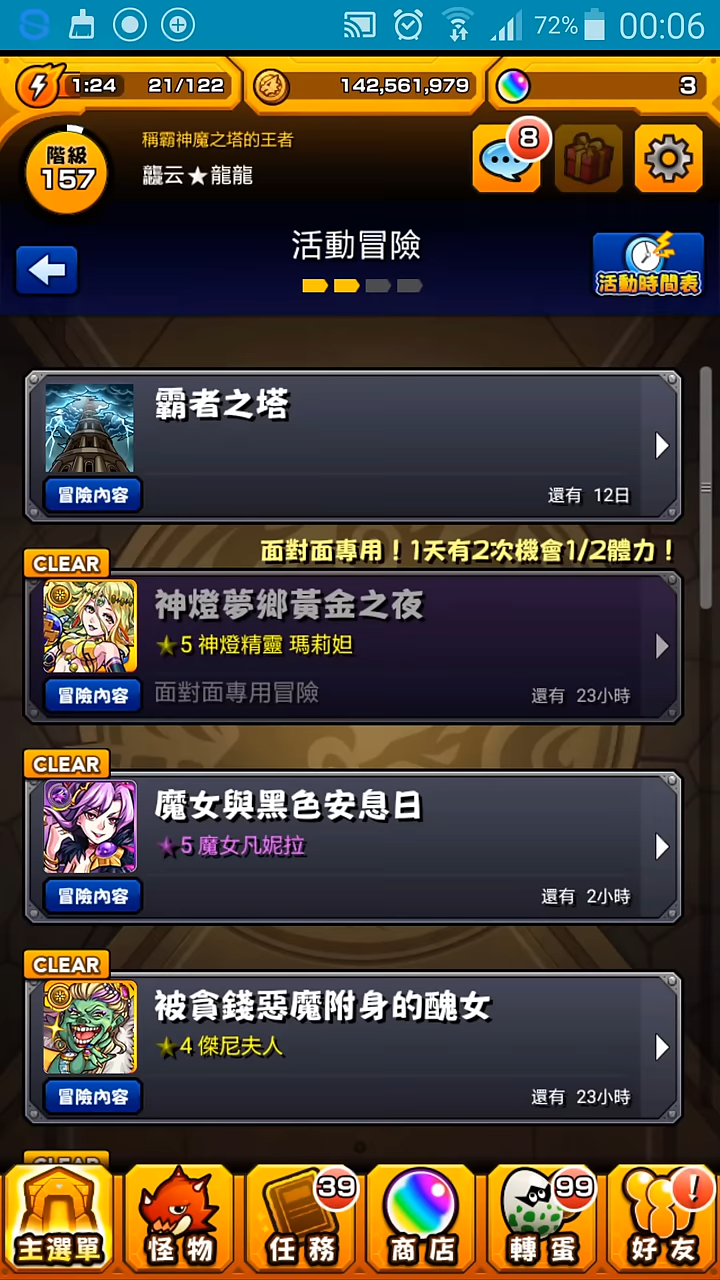 72% 00:06
1:24 21/122 142,561,979 3
階級
157
稱霸神魔之塔的王者
龗云★龍龍
8
活動冒險
活動時間表
霸者之塔
冒險內容
還有 12日
面對面專用！1天有2次機會1/2體力！
CLEAR
神燈夢鄉黃金之夜
★5 神燈精靈 瑪莉妲
冒險內容
面對面專用冒險
還有 23小時
CLEAR
魔女與黑色安息日
★5 魔女凡妮拉
冒險內容
還有 2小時
CLEAR
被貪錢惡魔附身的醜女
★4 傑尼夫人
冒險內容
還有 23小時
CLEAR
39 99 !
主選單 怪物 任務 商店 轉蛋 好友